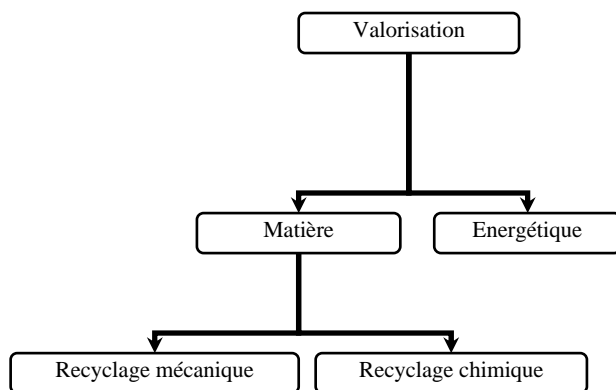 Valorisation
Matière
Energétique
Recyclage mécanique
Recyclage chimique